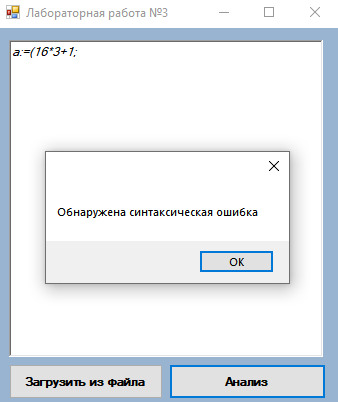 Лабораторная работа №3
a:=(16*3+1;
Обнаружена синтаксическая ошибка
OK
Загрузить из файла
Анализ